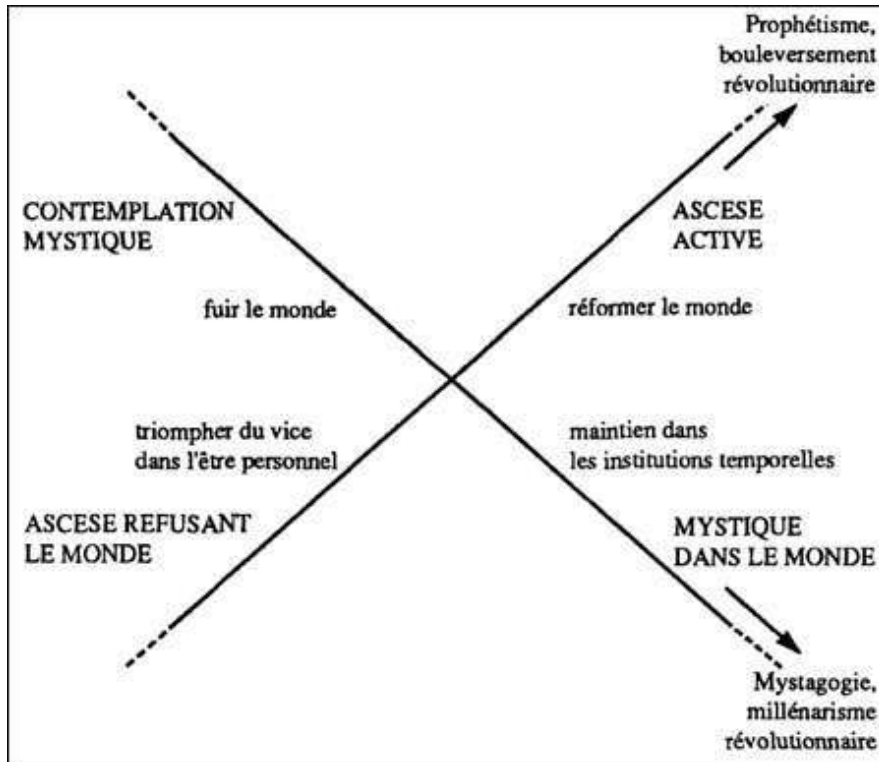 Prophétisme,
bouleversement
révolutionnaire
CONTEMPLATION
MYSTIQUE
ASCESE
ACTIVE
fuir le monde
réformer le monde
triompher du vice
dans l'être personnel
maintien dans
les institutions temporelles
ASCESE REFUSANT
LE MONDE
MYSTIQUE
DANS LE MONDE
Mystagogie,
millénarisme
révolutionnaire